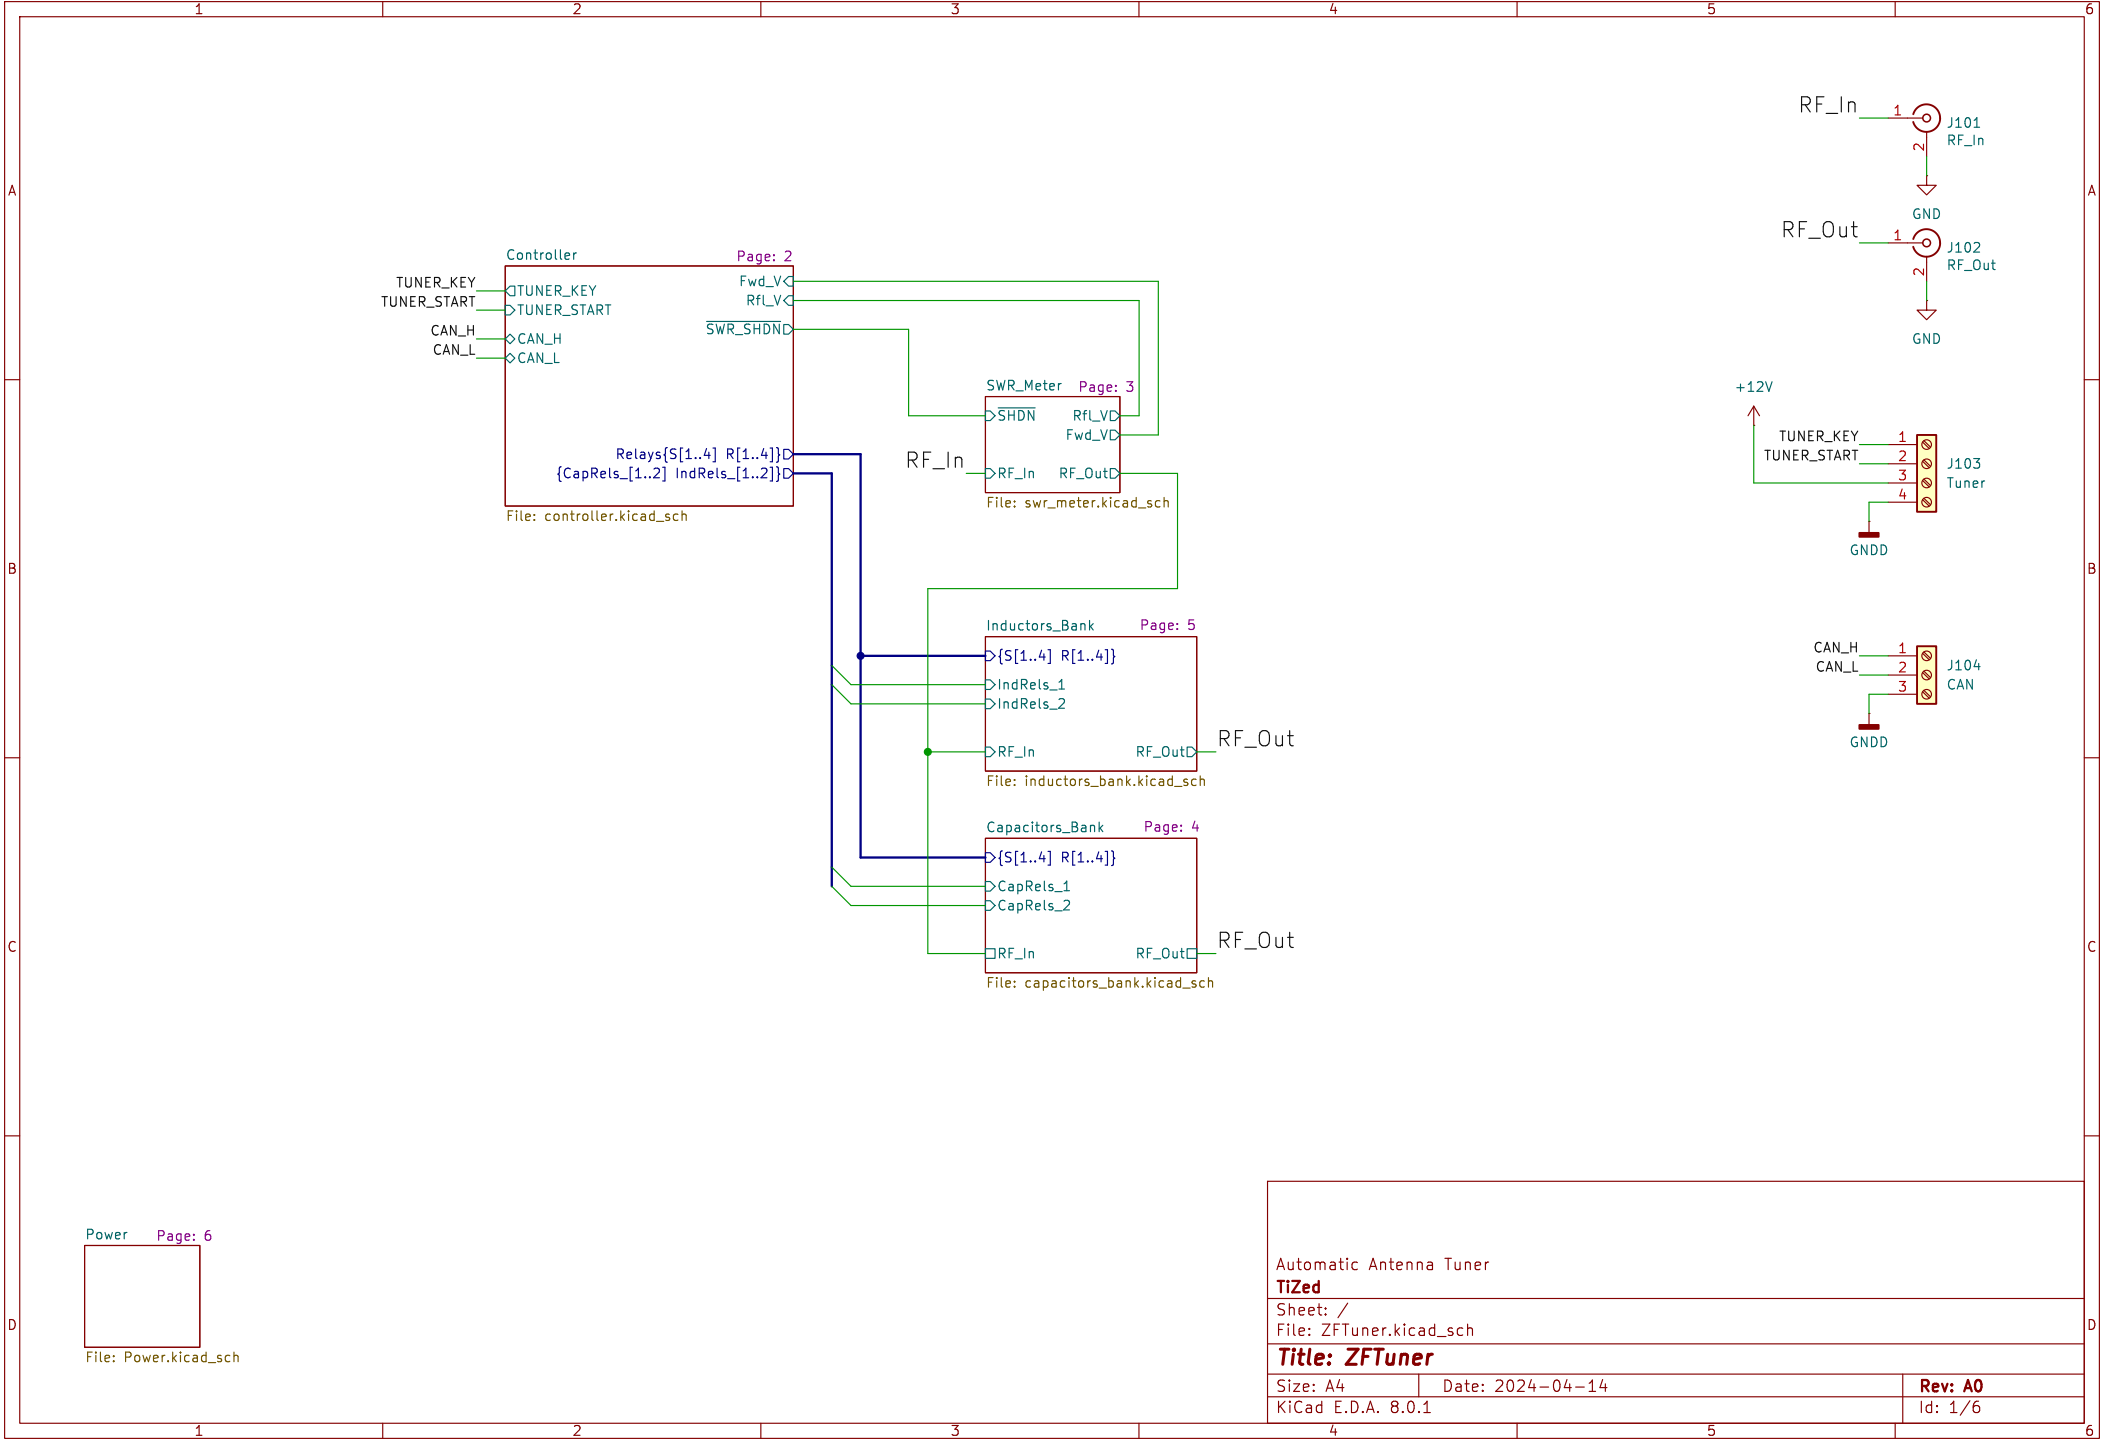 1 2 3 4 5 6
A A
B B
C C
D D
Controller
Page: 2
TUNER_KEY
TUNER_START
CAN_H
CAN_L
TUNER_KEY
TUNER_START
CAN_H
CAN_L
Fwd_V
Rfl_V
SWR_SHDN
Relays{S[1..4] R[1..4]}
{CapRels_[1..2] IndRels_[1..2]}
File: controller.kicad_sch
SWR_Meter
Page: 3
SHDN
Rfl_V
Fwd_V
RF_In
RF_In
RF_Out
File: swr_meter.kicad_sch
Inductors_Bank
Page: 5
{S[1..4] R[1..4]}
IndRels_1
IndRels_2
RF_In
RF_Out
RF_Out
File: inductors_bank.kicad_sch
Capacitors_Bank
Page: 4
{S[1..4] R[1..4]}
CapRels_1
CapRels_2
RF_In
RF_Out
RF_Out
File: capacitors_bank.kicad_sch
RF_In
1
2
J101
RF_In
GND
RF_Out
1
2
J102
RF_Out
GND
+12V
TUNER_KEY
TUNER_START
1
2
3
4
J103
Tuner
GNDD
CAN_H
CAN_L
1
2
3
J104
CAN
GNDD
Power
Page: 6
File: Power.kicad_sch
Automatic Antenna Tuner
TiZed
Sheet: /
File: ZFTuner.kicad_sch
Title: ZFTuner
Size: A4
Date: 2024-04-14
Rev: A0
KiCad E.D.A. 8.0.1
Id: 1/6
1 2 3 4 5 6